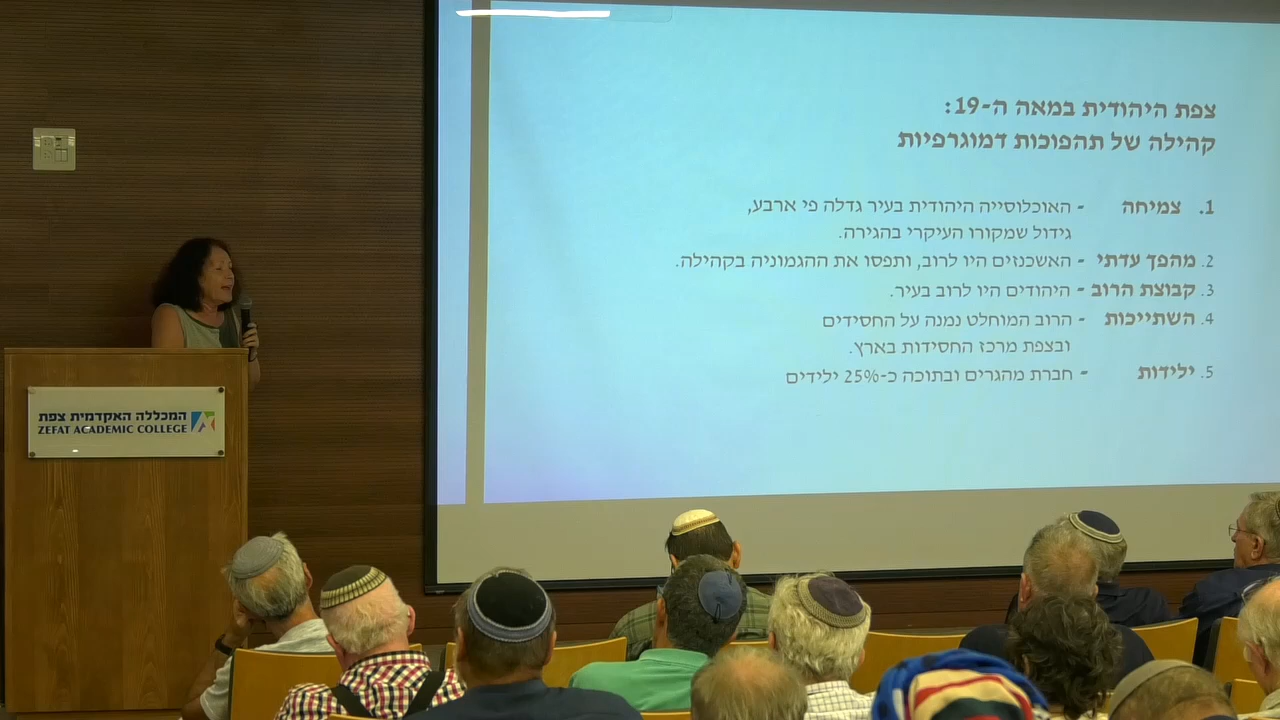 צפת היהודית במאה ה-19:
קהילה של תהפוכות דמוגרפיות
1. צמיחה - האוכלוסייה היהודית בעיר גדלה פי ארבע,
גידול שמקורו העיקרי בהגירה.
2. מהפך עדתי - האשכנזים היו לרוב, ותפסו את ההגמוניה בקהילה.
3. קבוצת הרוב - היהודים היו לרוב בעיר.
4. השתייכות - הרוב המוחלט נמנה על החסידים
ובצפת מרכז החסידות בארץ.
5. ילידות - חברת מהגרים ובתוכה כ-25% ילידים
המכללה האקדמית צפת
ZEFAT ACADEMIC COLLEGE